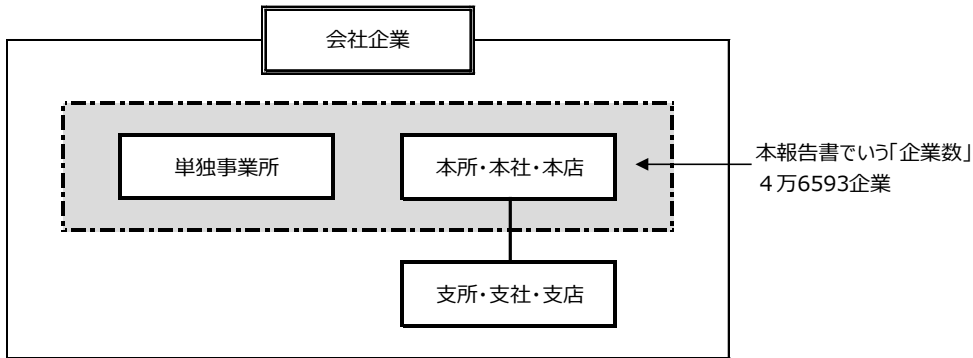 会社企業
単独事業所
本所・本社・本店
本報告書でいう「企業数」
４万6593企業
支所・支社・支店